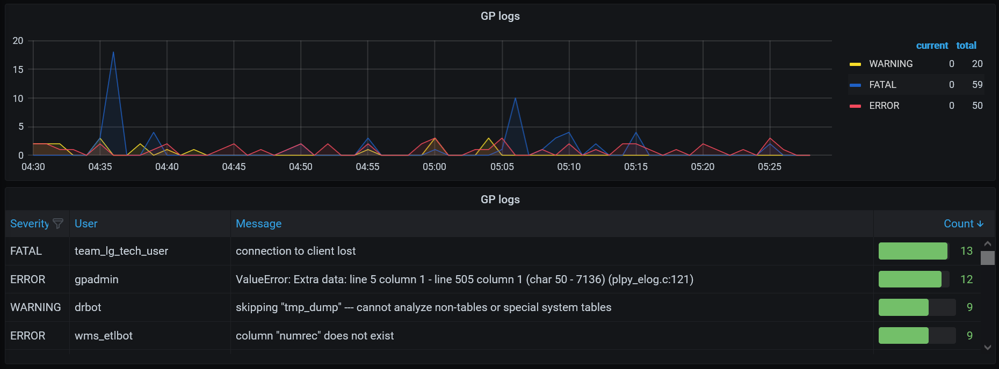 GP logs
20
15
10
5
0
04:30 04:35 04:40 04:45 04:50 04:55 05:00 05:05 05:10 05:15 05:20 05:25
current total
WARNING 0 20
FATAL 0 59
ERROR 0 50
GP logs
Severity User Message Count
FATAL team_lg_tech_user connection to client lost 13
ERROR gpadmin ValueError: Extra data: line 5 column 1 - line 505 column 1 (char 50 - 7136) (plpy_elog.c:121) 12
WARNING drbot skipping "tmp_dump" --- cannot analyze non-tables or special system tables 9
ERROR wms_etlbot column "numrec" does not exist 9